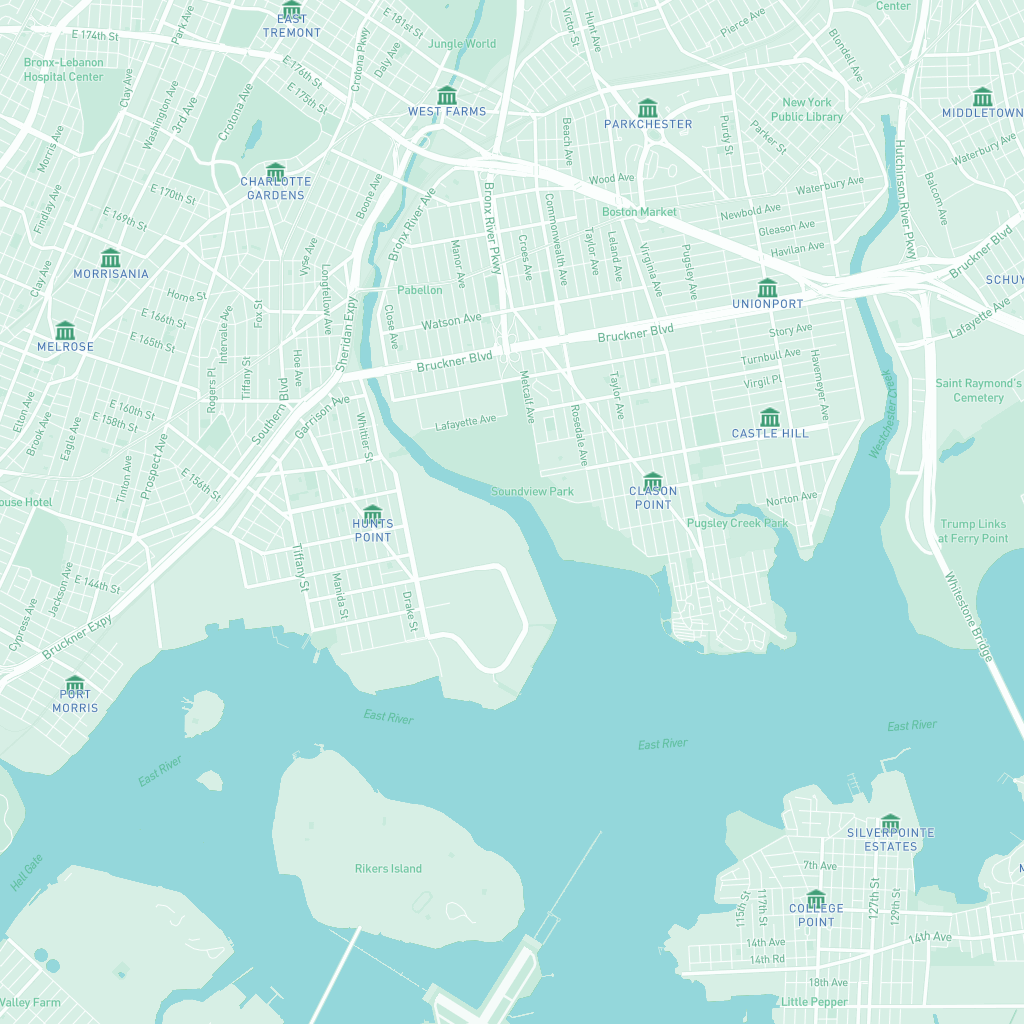 EAST
TREMONT
E 174th St
Park Ave
E 181st St
Crotona Pkwy
Daly Ave
Jungle World
Victor St
Hunt Ave
Pierce Ave
Center
Blondell Ave
Bronx-Lebanon
Hospital Center
Clay Ave
E 176th St
E 175th St
WEST FARMS
PARKCHESTER
New York
Public Library
MIDDLETOWN
Washington Ave
3rd Ave
Crotona Ave
Beach Ave
Purdy St
Parker St
Morris Ave
Hutchinson River Pkwy
Waterbury Ave
CHARLOTTE
GARDENS
Boone Ave
Wood Ave
Waterbury Ave
Balcom Ave
E 170th St
Findlay Ave
E 169th St
Bronx River Ave
Bronx River Pkwy
Commonwealth Ave
Boston Market
Newbold Ave
Gleason Ave
Havilan Ave
Bruckner Blvd
Vyse Ave
Manor Ave
Croes Ave
Taylor Ave
Leland Ave
Virginia Ave
Pugsley Ave
MORRISANIA
Clay Ave
Longfellow Ave
Home St
Pabellon
UNIONPORT
SCHUY
Fox St
E 166th St
Sheridan Expy
Close Ave
Watson Ave
Bruckner Blvd
Story Ave
Lafayette Ave
MELROSE
E 165th St
Intervale Ave
Bruckner Blvd
Turnbull Ave
Havemeyer Ave
Hoe Ave
Tiffany St
Rogers Pl
Virgil Pl
Saint Raymond's
Cemetery
Elton Ave
Brook Ave
Eagle Ave
E 160th St
E 158th St
Southern Blvd
Garrison Ave
Whittier St
Metcalf Ave
Lafayette Ave
Rosedale Ave
Taylor Ave
CASTLE HILL
Westchester Creek
Prospect Ave
Tinton Ave
E 156th St
Soundview Park
CLASON
POINT
Norton Ave
ouse Hotel
HUNTS
POINT
Pugsley Creek Park
Trump Links
at Ferry Point
Tiffany St
Manida St
Drake St
E 144th St
Jackson Ave
Cypress Ave
Bruckner Expy
Whitestone Bridge
PORT
MORRIS
East River
East River
East River
East River
SILVERPOINTE
ESTATES
Hell Gate
Rikers Island
7th Ave
115th St
117th St
127th St
129th St
COLLEGE
POINT
14th Ave
14th Ave
14th Rd
18th Ave
Valley Farm
Little Pepper